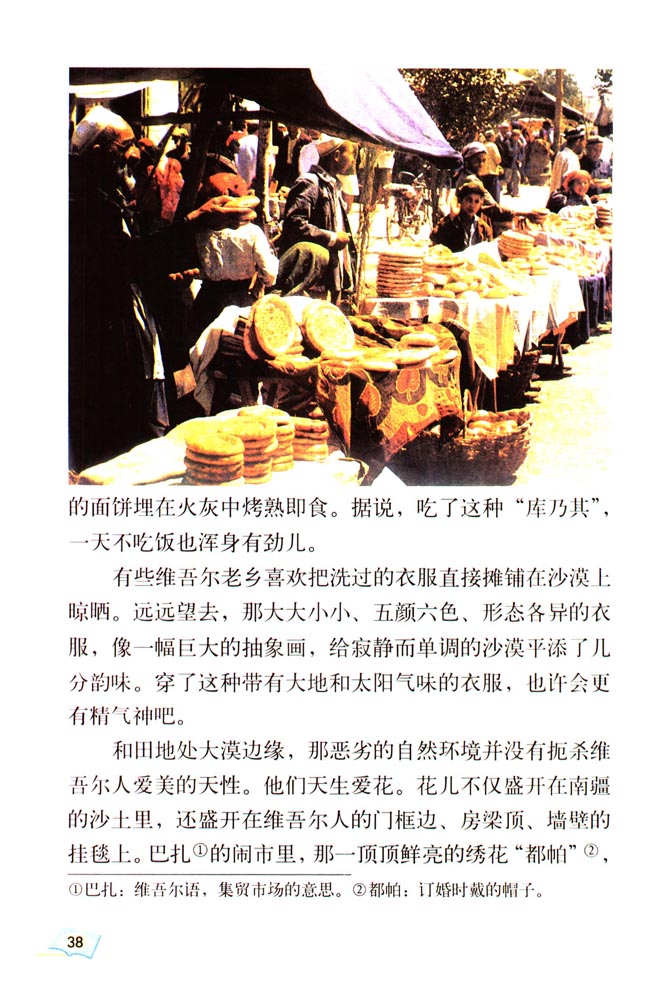 的面饼埋在火灰中烤熟即食。据说，吃了这种“库乃其”，
一天不吃饭也浑身有劲儿。
有些维吾尔老乡喜欢把洗过的衣服直接摊铺在沙漠上
晾晒。远远望去，那大大小小、五颜六色、形态各异的衣
服，像一幅巨大的抽象画，给寂静而单调的沙漠平添了几
分韵味。穿了这种带有大地和太阳气味的衣服，也许会更
有精气神吧。
和田地处大漠边缘，那恶劣的自然环境并没有扼杀维
吾尔人爱美的天性。他们天生爱花。花儿不仅盛开在南疆
的沙土里，还盛开在维吾尔人的门框边、房梁顶、墙壁的
挂毯上。巴扎①的闹市里，那一顶顶鲜亮的绣花“都帕”②，
①巴扎：维吾尔语，集贸市场的意思。②都帕：订婚时戴的帽子。
38